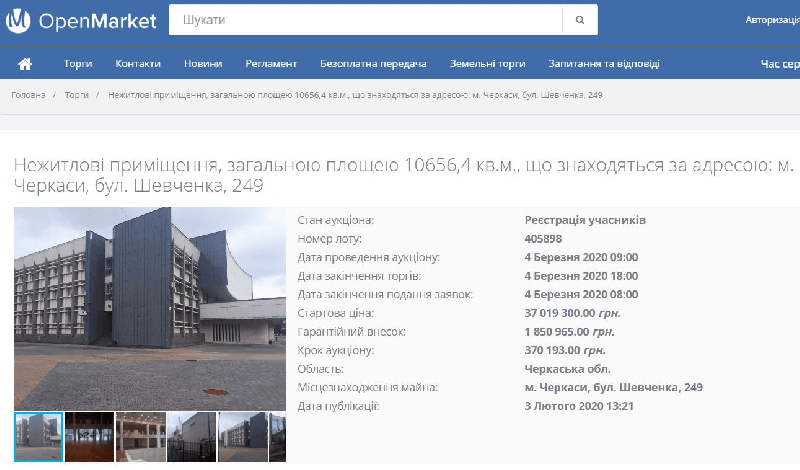 OpenMarket
Шукати
Авторизація
Торги Контакти Новини Регламент Безоплатна передача Земельні торги Запитання та відповіді Час сер
Головна / Торги / Нежитлові приміщення, загальною площею 10656,4 кв.м., що знаходяться за адресою: м. Черкаси, бул. Шевченка, 249
Нежитлові приміщення, загальною площею 10656,4 кв.м., що знаходяться за адресою: м.
Черкаси, бул. Шевченка, 249
Стан аукціона: Реєстрація учасників
Номер лоту: 405898
Дата проведення аукціону: 4 Березня 2020 09:00
Дата закінчення торгів: 4 Березня 2020 18:00
Дата закінчення подання заявок: 4 Березня 2020 08:00
Стартова ціна: 37 019 300.00 грн.
Гарантійний внесок: 1 850 965.00 грн.
Крок аукціону: 370 193.00 грн.
Область: Черкаська обл.
Місцезнаходження майна: м. Черкаси, бул. Шевченка, 249
Дата публікації: 3 Лютого 2020 13:21